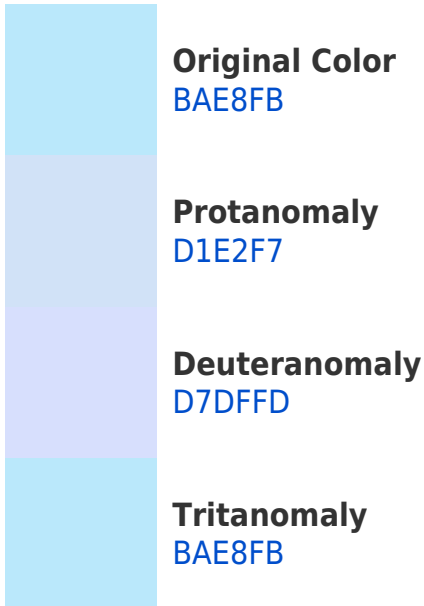 Original Color
BAE8FB
Protanomaly
D1E2F7
Deuteranomaly
D7DFFD
Tritanomaly
BAE8FB